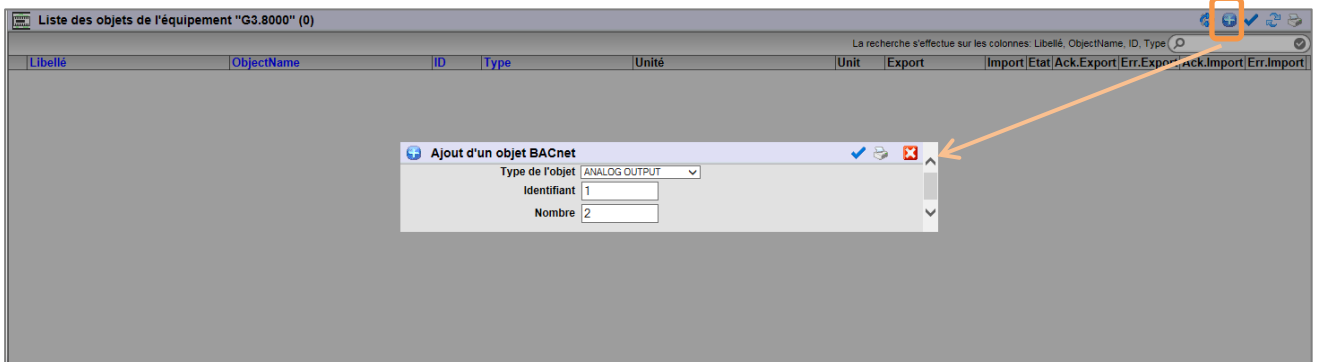 Liste des objets de l'équipement "G3.8000" (0)
La recherche s'effectue sur les colonnes: Libellé, ObjectName, ID, Type
Libellé ObjectName ID Type Unité Unit Export Import Etat Ack.Export Err.Export Ack.Import Err.Import
Ajout d'un objet BACnet
Type de l'objet ANALOG OUTPUT
Identifiant 1
Nombre 2